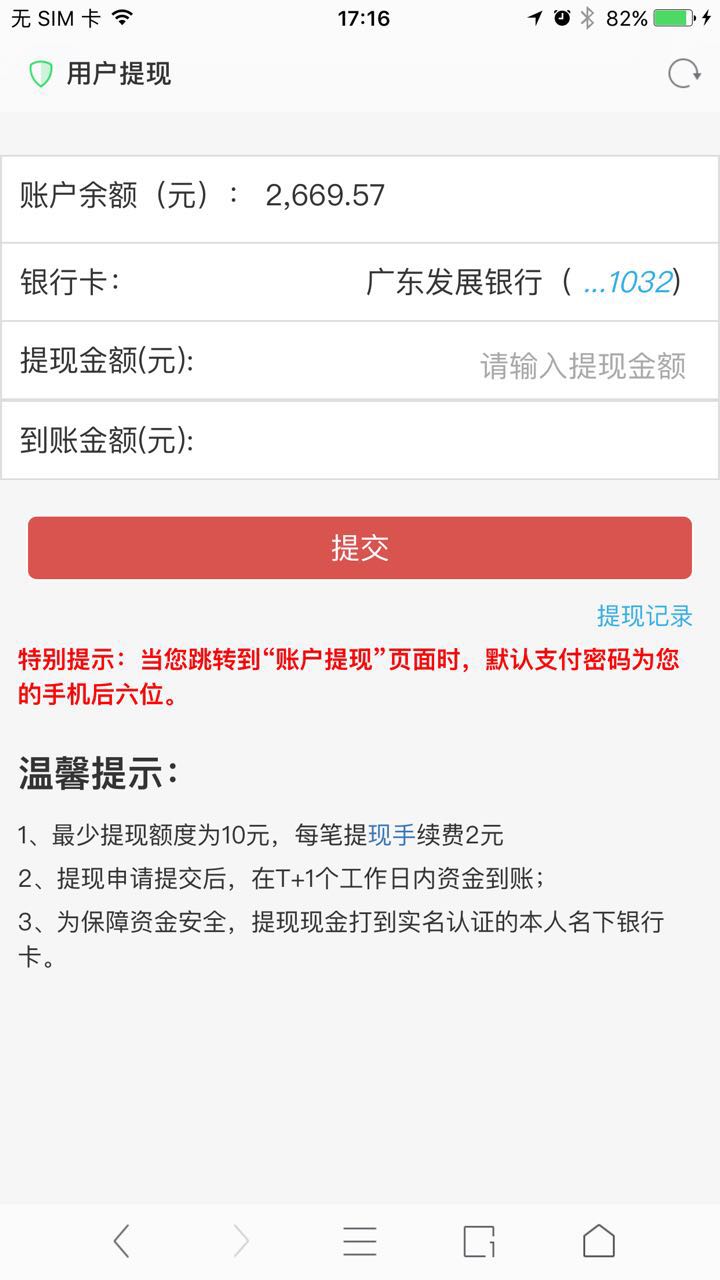 无 SIM 卡 17:16 82%
用户提现
账户余额（元）： 2,669.57
银行卡: 广东发展银行（ ...1032)
提现金额(元): 请输入提现金额
到账金额(元):
提交
提现记录
特别提示：当您跳转到“账户提现”页面时，默认支付密码为您
的手机后六位。
温馨提示：
1、最少提现额度为10元，每笔提现手续费2元
2、提现申请提交后，在T+1个工作日内资金到账；
3、为保障资金安全，提现现金打到实名认证的本人名下银行
卡。
1